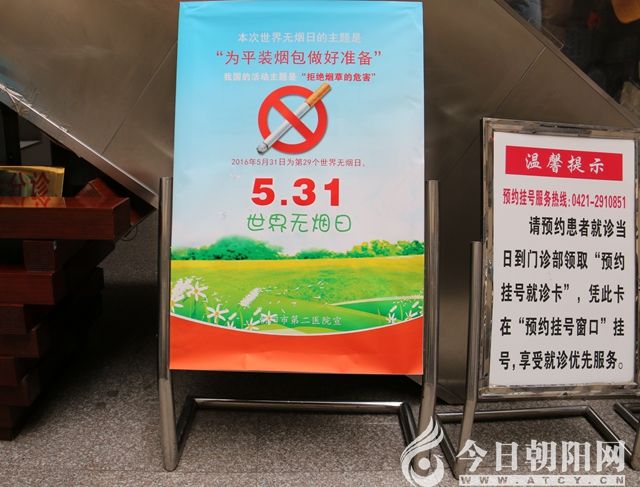 本次世界无烟日的主题是
“为平装烟包做好准备”
我国的活动主题是“拒绝烟草的危害”
2016年5月31日为第29个世界无烟日。
5.31
世界无烟日
阳市第二医院宣
温馨提示
预约挂号服务热线:0421-2910851
请预约患者就诊当
日到门诊部领取“预约
挂号就诊卡”，凭此卡
在“预约挂号窗口”挂
号,享受就诊优先服务。
今日朝阳网
WWW.ATCY.CN